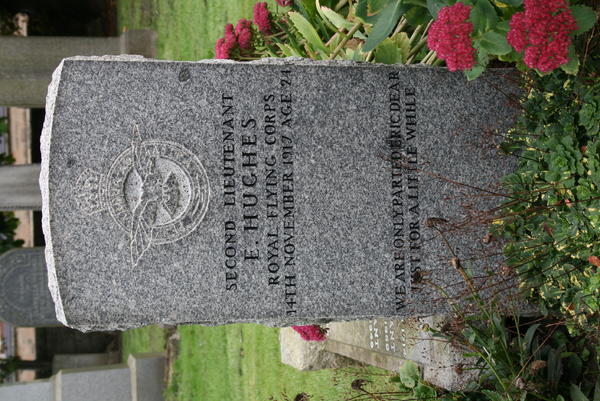 SECOND LIEUTENANT
E. HUGHES
ROYAL FLYING CORPS
14TH NOVEMBER 1917 AGE 24
WE ARE ONLY PARTED ERIC DEAR
JUST FOR A LITTLE WHILE